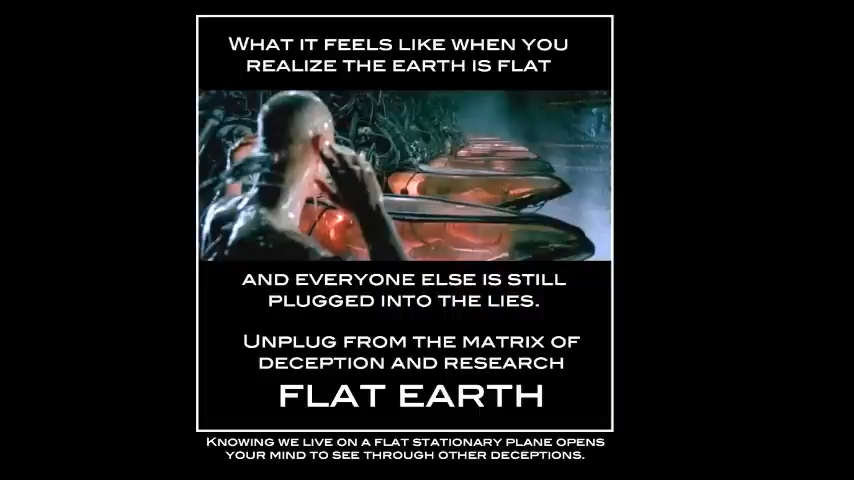 What it feels like when you
realize the earth is flat
and everyone else is still
plugged into the lies.
Unplug from the matrix of
deception and research
FLAT EARTH
Knowing we live on a flat stationary plane opens
your mind to see through other deceptions.